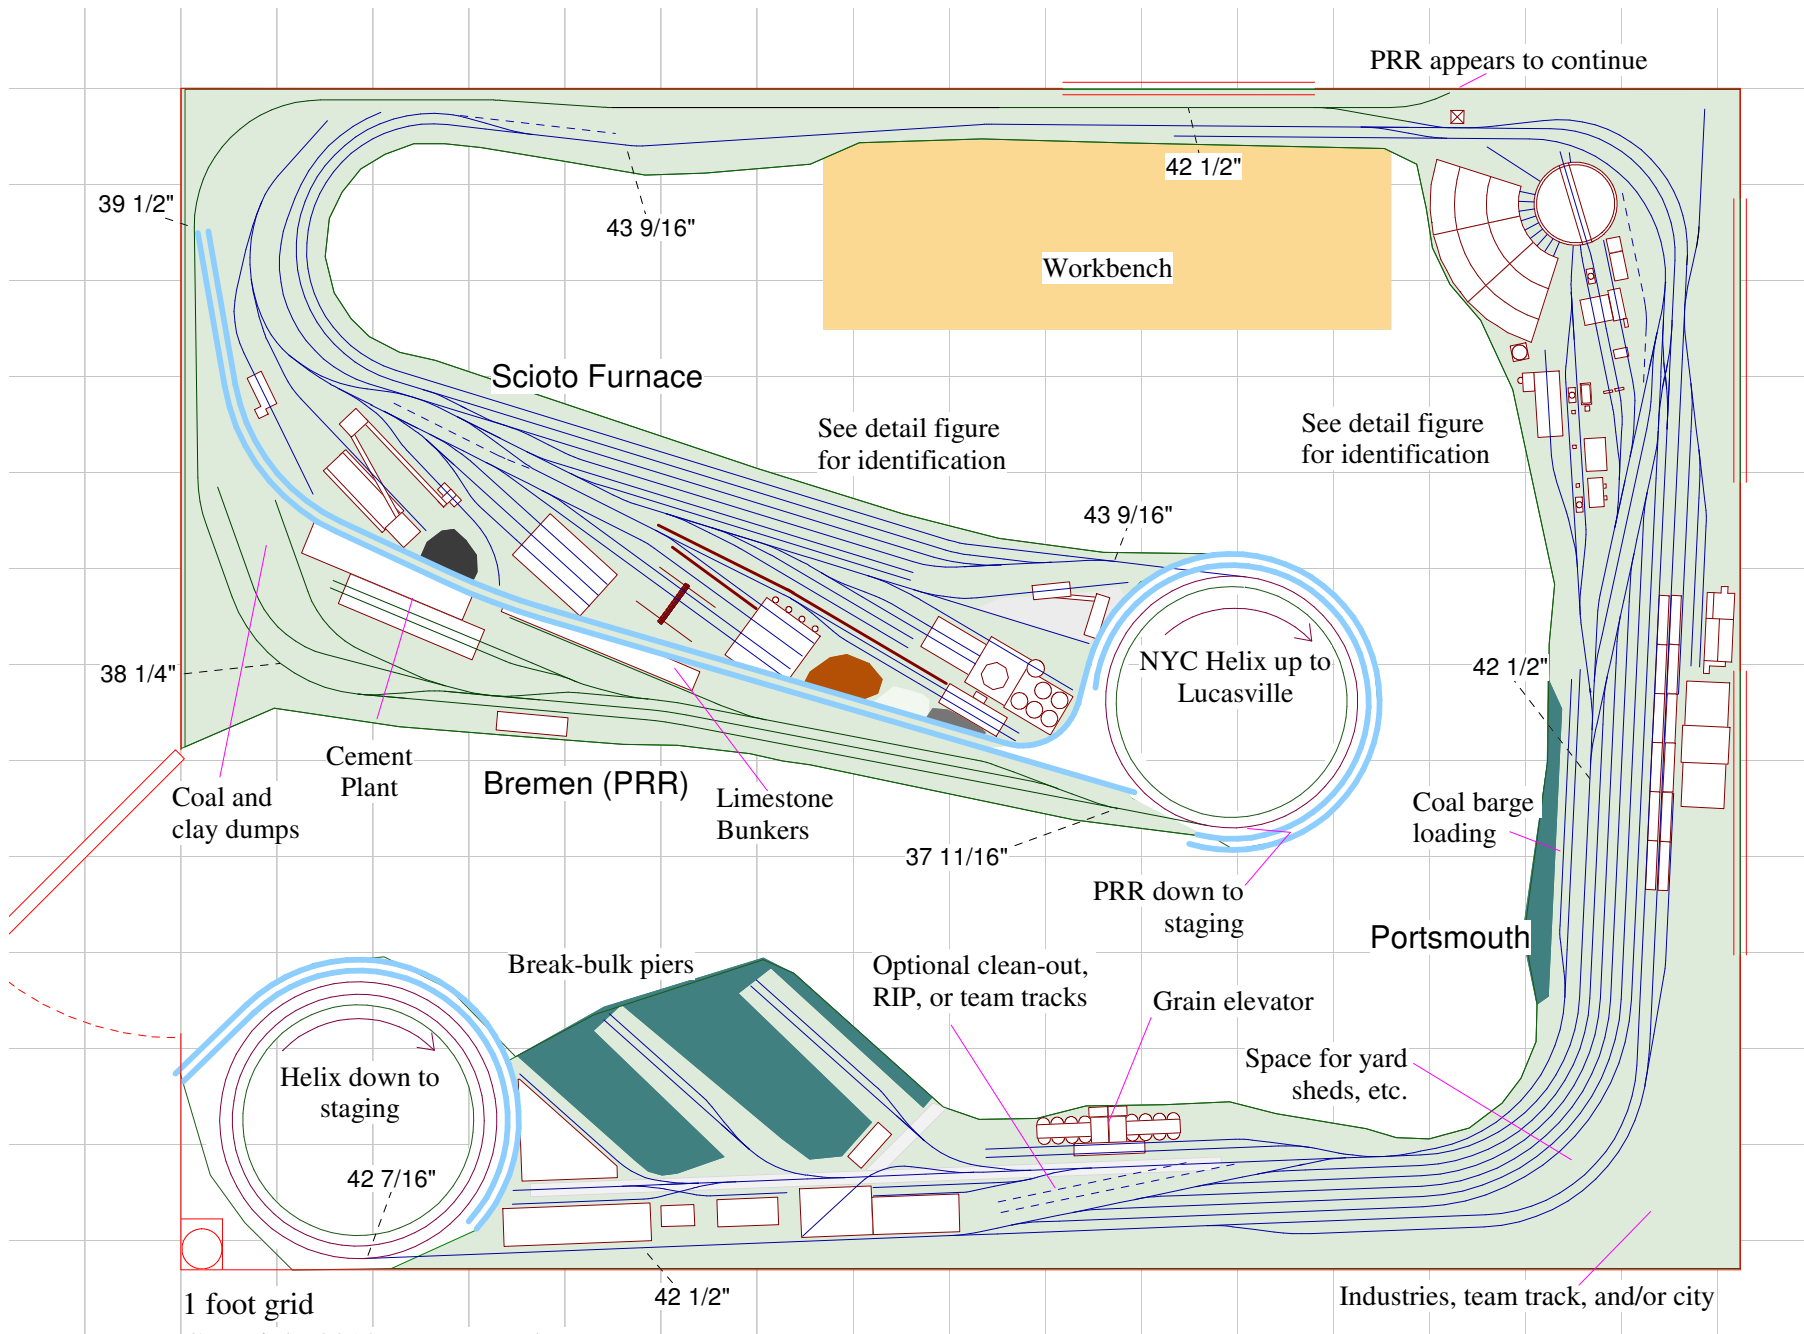 PRR appears to continue
42 1/2"
39 1/2"
43 9/16"
Workbench
Scioto Furnace
See detail figure
for identification
See detail figure
for identification
43 9/16"
NYC Helix up to
Lucasville
38 1/4"
42 1/2"
Cement
Plant
Bremen (PRR)
Coal and
clay dumps
Limestone
Bunkers
Coal barge
loading
37 11/16"
PRR down to
staging
Portsmouth
Break-bulk piers
Optional clean-out,
RIP, or team tracks
Grain elevator
Helix down to
staging
Space for yard
sheds, etc.
42 7/16"
42 1/2"
1 foot grid
Industries, team track, and/or city